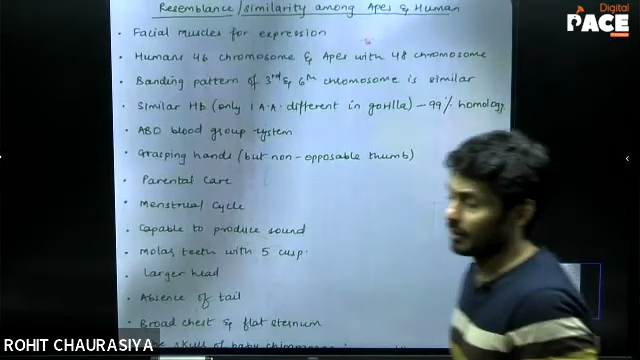 Resemblance/similarity among Apes & Human
• Facial muscles for expression
• Humans 46 chromosome & Apes with 48 chromosome
• Banding pattern of 3rd & 6th chromosome is similar
• Similar Hb (only 1 A.A. different in gorilla) – 99% homology.
• ABO blood group system
• Grasping hands (but non-opposable thumb)
• Parental care
• Menstrual cycle
• Capable to produce sound
• Molar teeth with 5 cusp.
• Larger head
• Absence of tail
• Broad chest & flat sternum
skull of baby
Digital
PACE
ROHIT CHAURASIYA